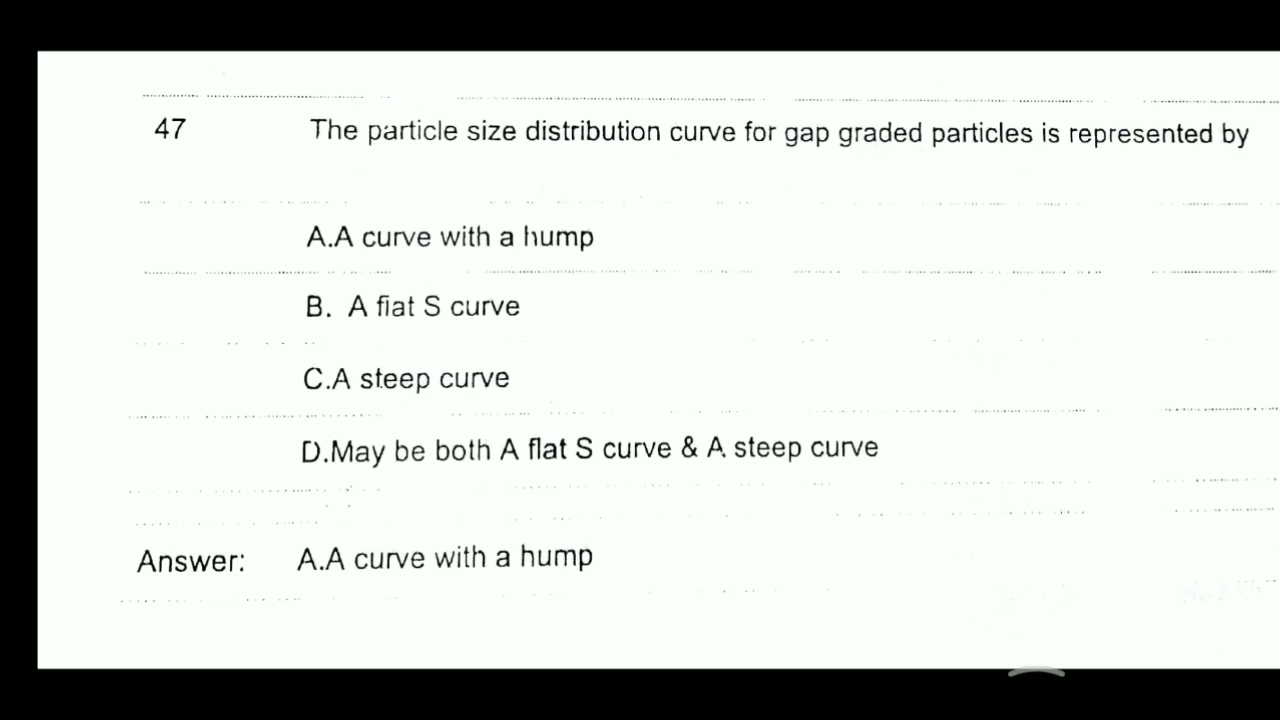 47 The particle size distribution curve for gap graded particles is represented by
A.A curve with a hump
B. A flat S curve
C.A steep curve
D.May be both A flat S curve & A steep curve
Answer: A.A curve with a hump